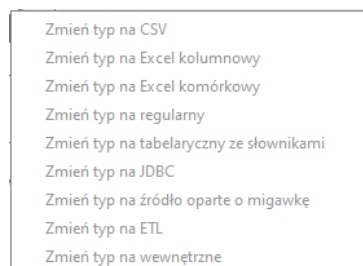 Zmień typ na CSV
Zmień typ na Excel kolumnowy
Zmień typ na Excel komórkowy
Zmień typ na regularny
Zmień typ na tabelaryczny ze słownikami
Zmień typ na JDBC
Zmień typ na źródło oparte o migawkę
Zmień typ na ETL
Zmień typ na wewnętrzne